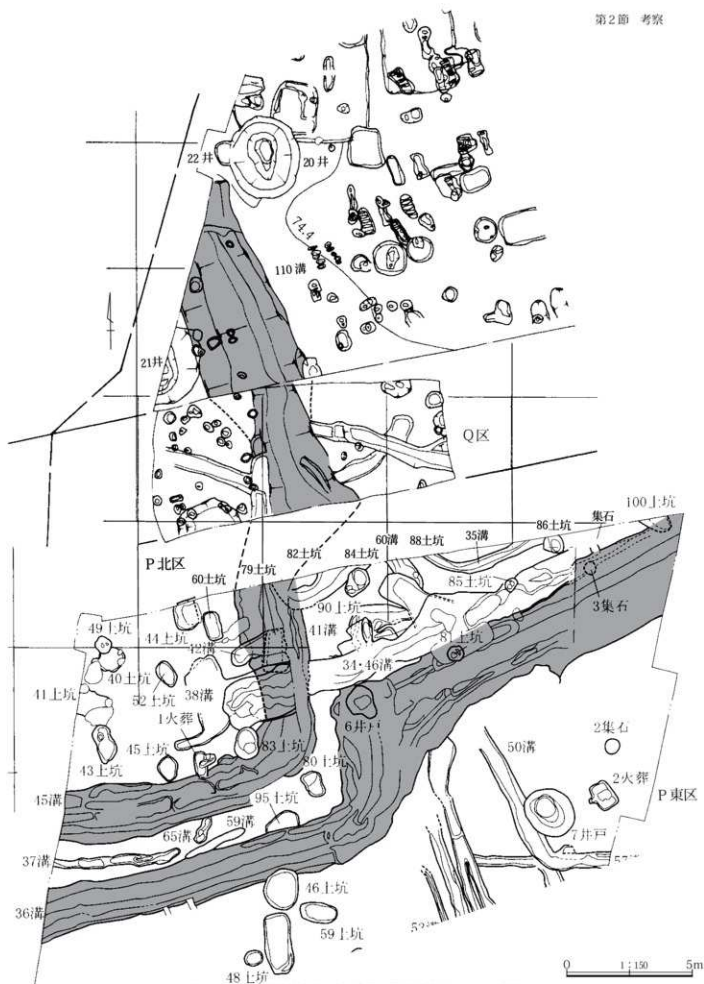 第2節 考察
22井
20井
74.4
110溝
21井
Q区
P北区
79土坑
82土坑
84土坑
60溝
88土坑
35溝
86土坑
集石
100土坑
60土坑
85土坑
3集石
90土坑
41溝
44土坑
42溝
49土坑
40土坑
52土坑
38溝
34・46溝
81土坑
41土坑
1火葬
6井戸
43土坑
45土坑
83土坑
80土坑
50溝
2集石
2火葬
P東区
45溝
95土坑
65溝
59溝
7井戸
37溝
36溝
46土坑
59土坑
48土坑
0
1:150
5m